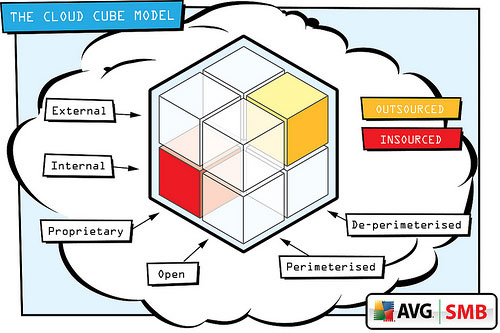 THE CLOUD CUBE MODEL
External
OUTSOURCED
INSOURCED
Internal
Proprietary
De-perimeterised
Open
Perimeterised
AVG SMB